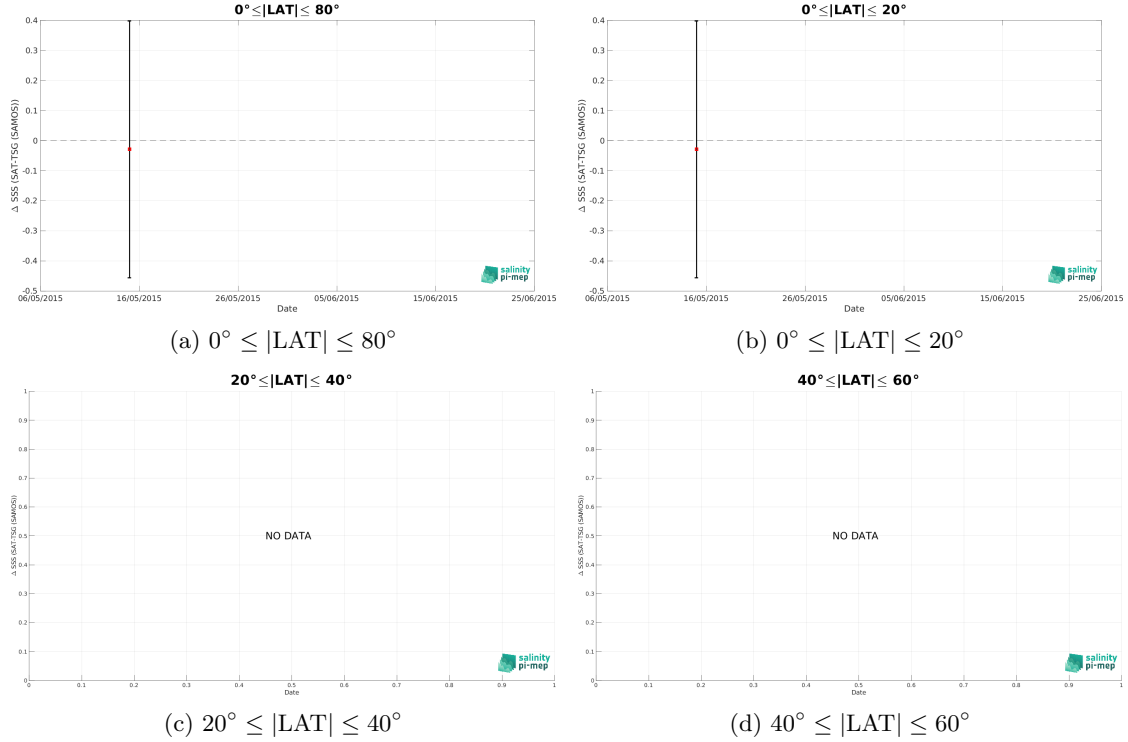 0°≤|LAT|≤ 80°
Δ SSS (SAT-TSG (SAMOS))
0.4
0.3
0.2
0.1
0
-0.1
-0.2
-0.3
-0.4
-0.5
06/05/2015 16/05/2015 26/05/2015 05/06/2015 15/06/2015 25/06/2015
Date
salinity
pi-mep
(a) 0° ≤ |LAT| ≤ 80°
0°≤|LAT|≤ 20°
Δ SSS (SAT-TSG (SAMOS))
0.4
0.3
0.2
0.1
0
-0.1
-0.2
-0.3
-0.4
-0.5
06/05/2015 16/05/2015 26/05/2015 05/06/2015 15/06/2015 25/06/2015
Date
salinity
pi-mep
(b) 0° ≤ |LAT| ≤ 20°
20°≤|LAT|≤ 40°
Δ SSS (SAT-TSG (SAMOS))
1
0.9
0.8
0.7
0.6
0.5
0.4
0.3
0.2
0.1
0
NO DATA
0 0.1 0.2 0.3 0.4 0.5 0.6 0.7 0.8 0.9 1
Date
salinity
pi-mep
(c) 20° ≤ |LAT| ≤ 40°
40°≤|LAT|≤ 60°
Δ SSS (SAT-TSG (SAMOS))
1
0.9
0.8
0.7
0.6
0.5
0.4
0.3
0.2
0.1
0
NO DATA
0 0.1 0.2 0.3 0.4 0.5 0.6 0.7 0.8 0.9 1
Date
salinity
pi-mep
(d) 40° ≤ |LAT| ≤ 60°